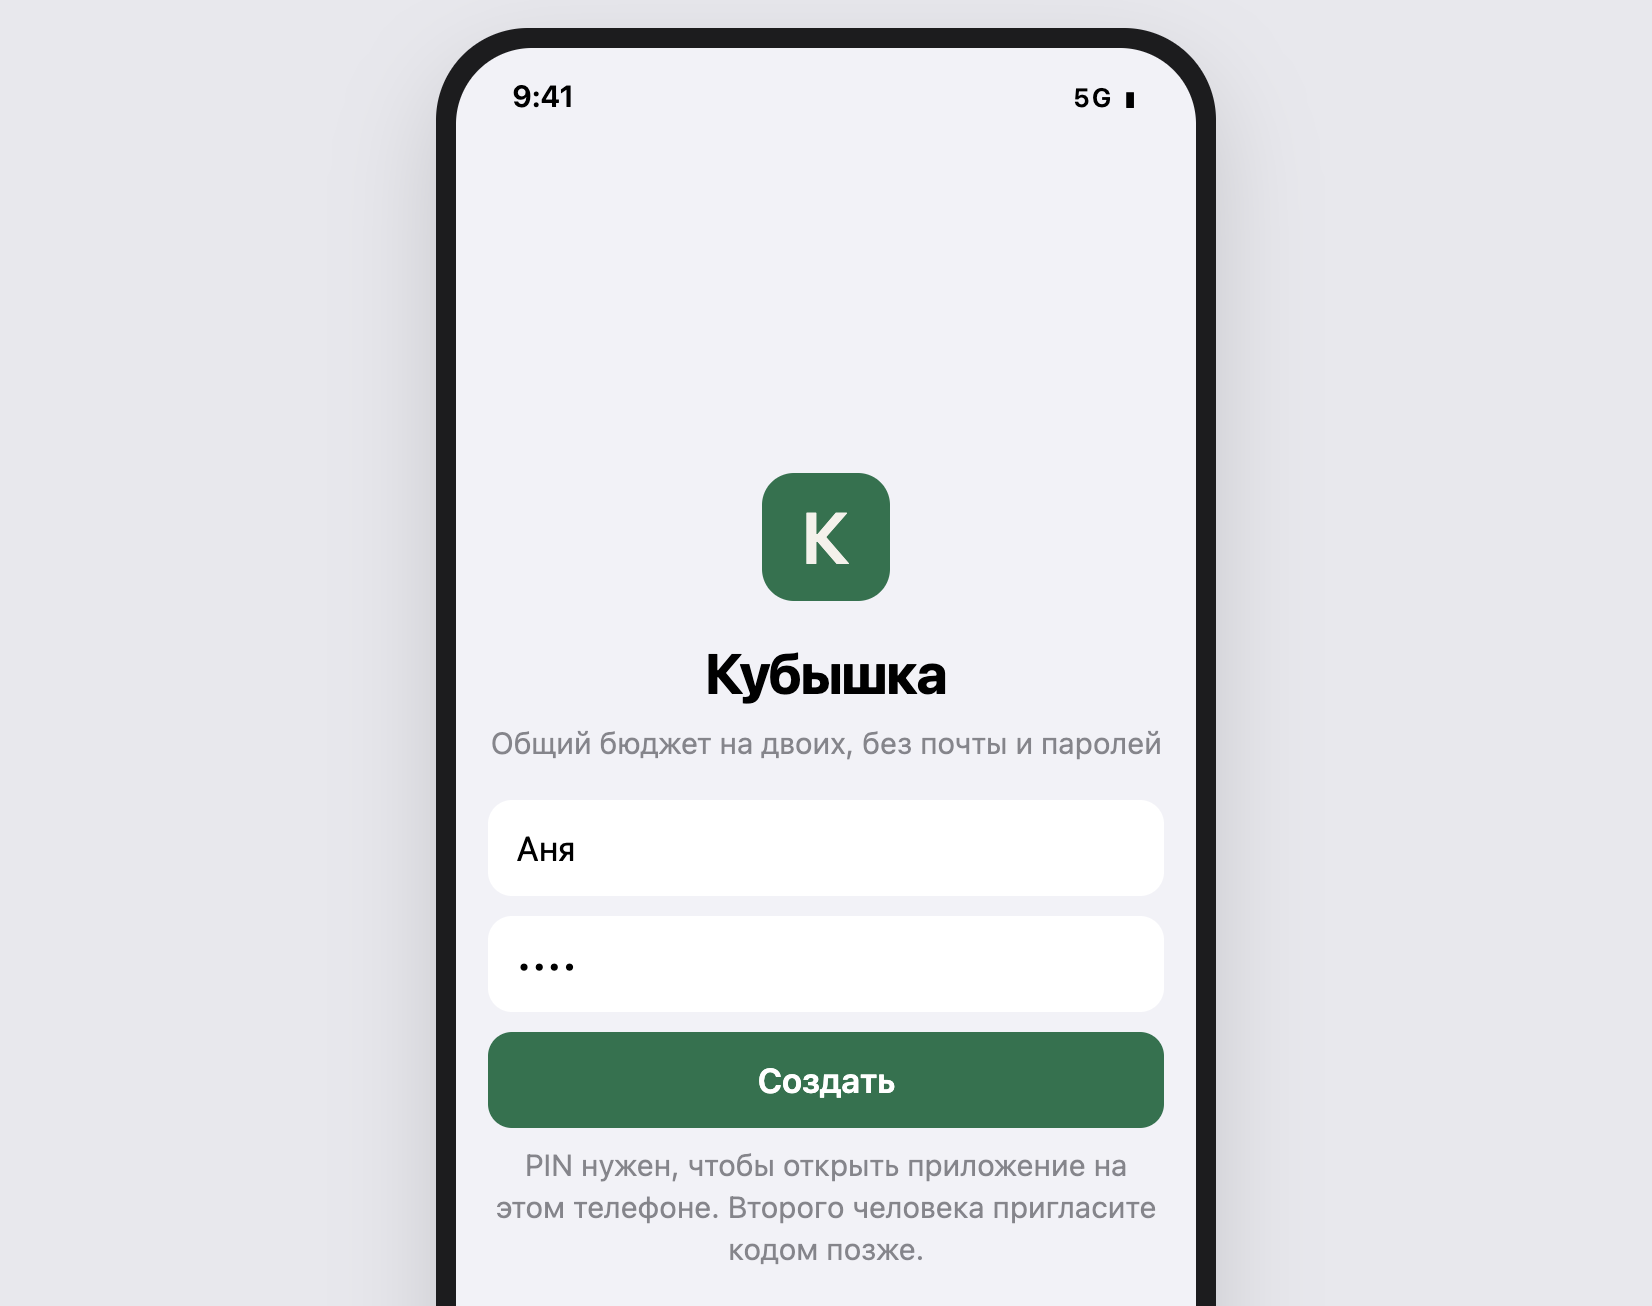 9:41
5G
К
Кубышка
Общий бюджет на двоих, без почты и паролей
Аня
••••
Создать
PIN нужен, чтобы открыть приложение на
этом телефоне. Второго человека пригласите
кодом позже.